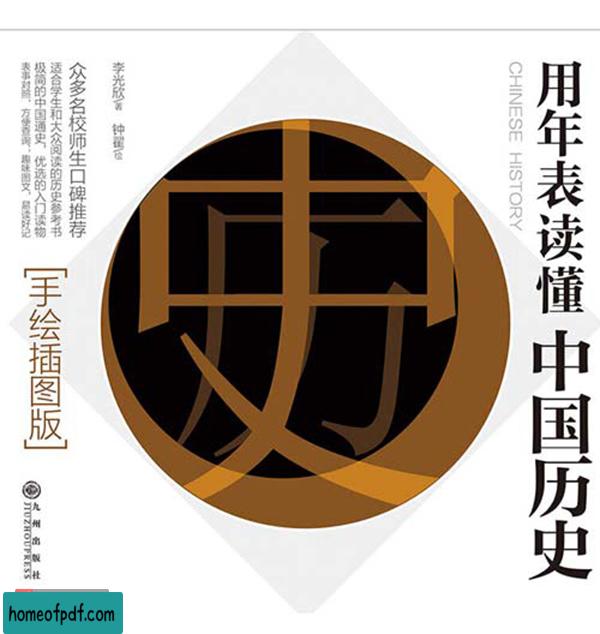 用年表读懂
中国历史
CHINESE HISTORY
史
历
李光欣/著 钟鸢/绘
众多名校师生口碑推荐
适合学生和大众阅读的历史参考书
极简的中国通史，优选的入门读物
表事对照，方便查询，趣味图文，易读好记
[手绘插图版]
九州出版社
JIUZHOUPRESS
homeofpdf.com